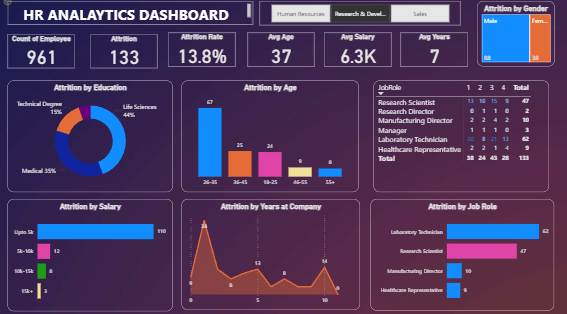 HR ANALAYTICS DASHBOARD
Human Resources
Research & Devel...
Sales
Attrition by Gender
Male
Fem...
88
38
Count of Employee
961
Attrition
133
Attrition Rate
13.8%
Avg Age
37
Avg Salary
6.3K
Avg Years
7
Attrition by Education
Technical Degree
15%
Life Sciences
44%
Medical 35%
Attrition by Age
67
25
24
9
8
26-35
36-45
18-25
46-55
55+
JobRole 1 2 3 4 Total
Research Scientist 13 10 15 9 47
Research Director 0 1 1 0 2
Manufacturing Director 2 2 4 2 10
Manager 1 1 1 0 3
Laboratory Technician 20 8 21 13 62
Healthcare Representative 2 2 1 4 9
Total 38 24 43 28 133
Attrition by Salary
Upto 5k 110
5k-10k 12
10k-15k 8
15k+ 3
Attrition by Years at Company
9
8
13
8
0
0 5 10
Attrition by Job Role
Laboratory Technician 62
Research Scientist 47
Manufacturing Director 10
Healthcare Representative 9